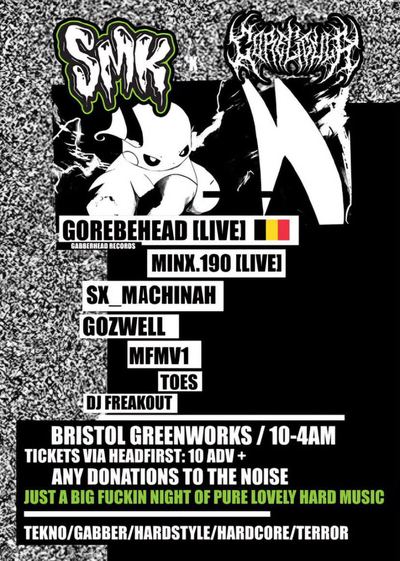 SMK
X
GOREBEHEAD [LIVE]
GABBERHEAD RECORDS
MINX.190 [LIVE]
SX_MACHINAH
GOZWELL
MFMV1
TOES
DJ FREAKOUT
BRISTOL GREENWORKS / 10-4AM
TICKETS VIA HEADFIRST: 10 ADV +
ANY DONATIONS TO THE NOISE
JUST A BIG FUCKIN NIGHT OF PURE LOVELY HARD MUSIC
TEKNO/GABBER/HARDSTYLE/HARDCORE/TERROR